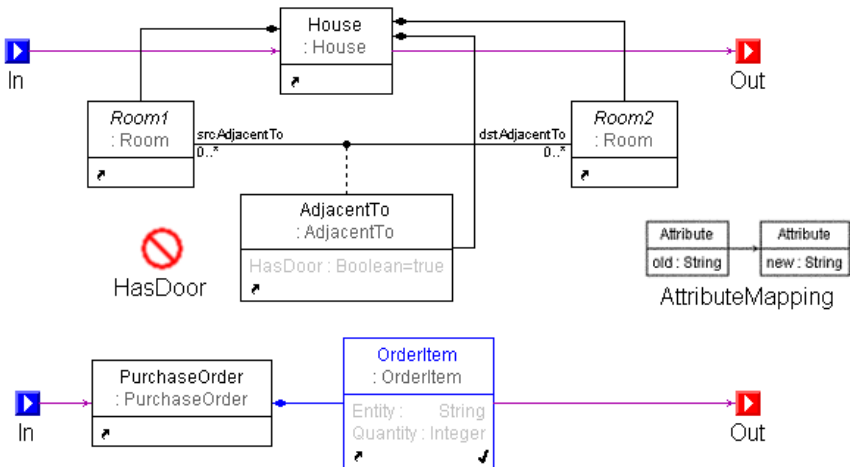 House
: House
In
Out
Room1
: Room
srcAdjacentTo
0..*
dstAdjacentTo
0..*
Room2
: Room
AdjacentTo
: AdjacentTo
HasDoor : Boolean=true
HasDoor
Attribute
old : String
Attribute
new : String
AttributeMapping
PurchaseOrder
: PurchaseOrder
OrderItem
: OrderItem
Entity : String
Quantity : Integer
In
Out